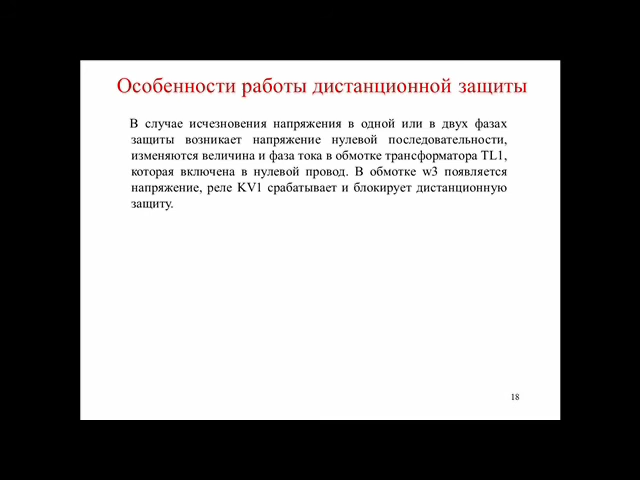 Особенности работы дистанционной защиты
В случае исчезновения напряжения в одной или в двух фазах
защиты возникает напряжение нулевой последовательности,
изменяются величина и фаза тока в обмотке трансформатора TL1,
которая включена в нулевой провод. В обмотке w3 появляется
напряжение, реле KV1 срабатывает и блокирует дистанционную
защиту.
18